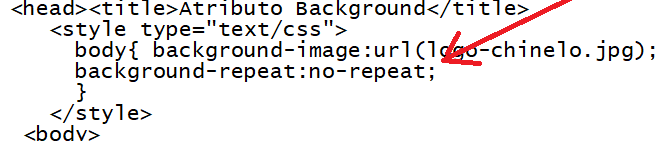 <head><title>Atributo Background</title>
<style type="text/css">
body{ background-image:url(logo-chinelo.jpg);
background-repeat:no-repeat;
}
</style>
<body>